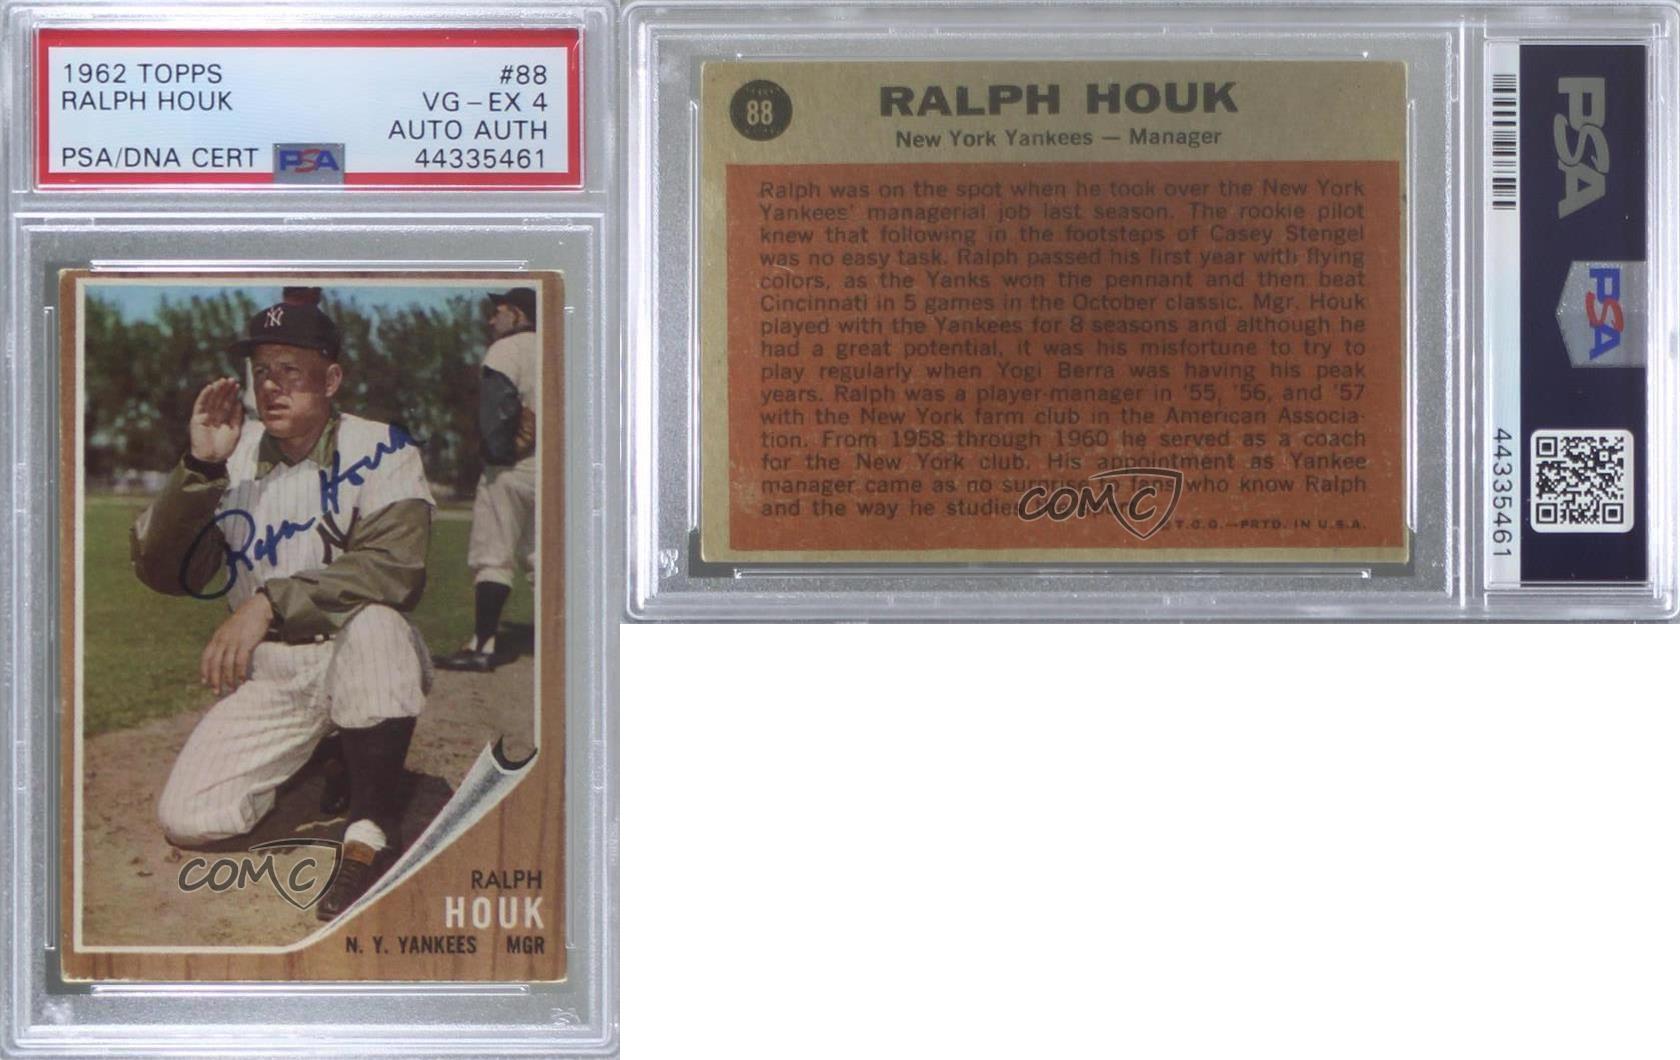 1962 TOPPS #88
RALPH HOUK VG - EX 4
AUTO AUTH
PSA/DNA CERT PSA 44335461
NY
Ralph Houk
COMC
RALPH
HOUK
N. Y. YANKEES MGR
88
RALPH HOUK
New York Yankees — Manager
Ralph was on the spot when he took over the New York
Yankees' managerial job last season. The rookie pilot
knew that following in the footsteps of Casey Stengel
was no easy task. Ralph passed his first year with flying
colors, as the Yanks won the pennant and then beat
Cincinnati in 5 games in the October classic. Mgr. Houk
played with the Yankees for 8 seasons and although he
had a great potential, it was his misfortune to try to
play regularly when Yogi Berra was having his peak
years. Ralph was a player-manager in '55, '56, and '57
with the New York farm club in the American Associa-
tion. From 1958 through 1960 he served as a coach
for the New York club. His appointment as Yankee
manager came as no surprise fans who know Ralph
and the way he studies
COMC
© T.C.G.—PRTD. IN U.S.A.
PSA
PSA
44335461